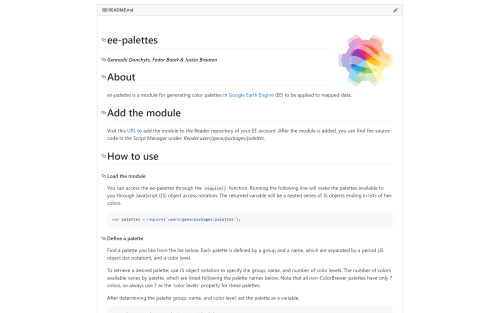 README.md
ee-palettes
Gennadii Donchyts, Fedor Baart & Justin Braaten
About
ee-palettes is a module for generating color palettes in Google Earth Engine (EE) to be applied to mapped data.
Add the module
Visit this URL to add the module to the Reader repository of your EE account. After the module is added, you can find the source
code in the Script Manager under: Reader:users/gena/packages/palettes.
How to use
Load the module
You can access the ee-palettes through the require() function. Running the following line will make the palettes available to
you through JavaScript (JS) object access notation. The returned variable will be a nested series of JS objects ending in lists of hex
colors.
var palettes = require('users/gena/packages:palettes');
Define a palette
Find a palette you like from the list below. Each palette is defined by a group and a name, which are separated by a period (JS
object dot notation), and a color level.
To retrieve a desired palette, use JS object notation to specify the group, name, and number of color levels. The number of colors
available varies by palette, which are listed following the palette names below. Note that all non-ColorBrewer palettes have only 7
colors, so always use 7 as the 'color levels' property for these palettes.
After determining the palette group, name, and color level, set the palette as a variable.